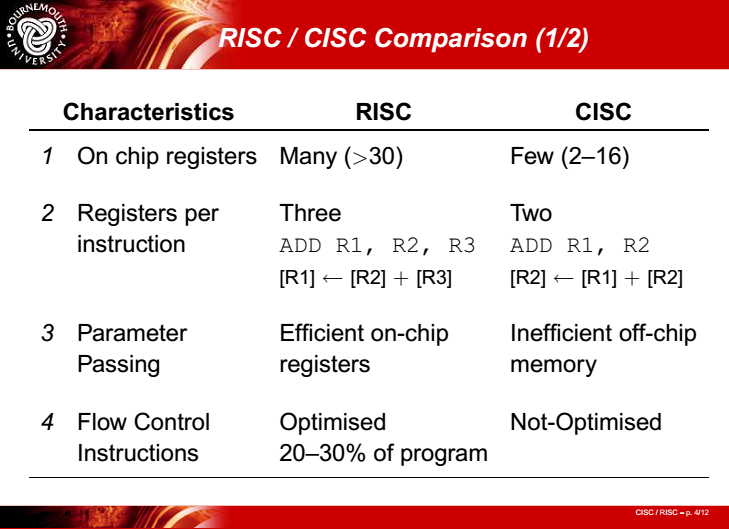 BOURNEMOUTH UNIVERSITY
RISC / CISC Comparison (1/2)
Characteristics RISC CISC
1 On chip registers Many (>30) Few (2–16)
2 Registers per Three Two
instruction ADD R1, R2, R3 ADD R1, R2
[R1] ← [R2] + [R3] [R2] ← [R1] + [R2]
3 Parameter Efficient on-chip Inefficient off-chip
Passing registers memory
4 Flow Control Optimised Not-Optimised
Instructions 20–30% of program
CISC / RISC – p. 4/12